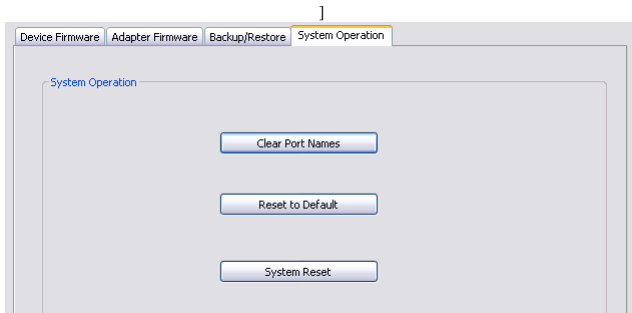 ]
Device Firmware Adapter Firmware Backup/Restore System Operation
System Operation
Clear Port Names
Reset to Default
System Reset